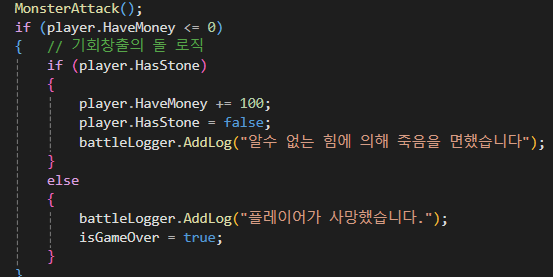 MonsterAttack();
if (player.HaveMoney <= 0)
{   // 기회창출의 돌 로직
    if (player.HasStone)
    {
        player.HaveMoney += 100;
        player.HasStone = false;
        battleLogger.AddLog("알수 없는 힘에 의해 죽음을 면했습니다");
    }
    else
    {
        battleLogger.AddLog("플레이어가 사망했습니다.");
        isGameOver = true;
    }
}